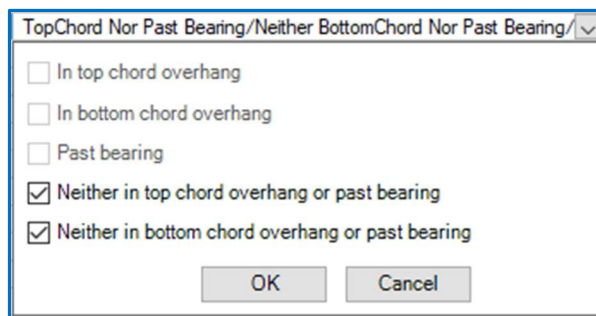 TopChord Nor Past Bearing/Neither BottomChord Nor Past Bearing/
In top chord overhang
In bottom chord overhang
Past bearing
Neither in top chord overhang or past bearing
Neither in bottom chord overhang or past bearing
OK Cancel